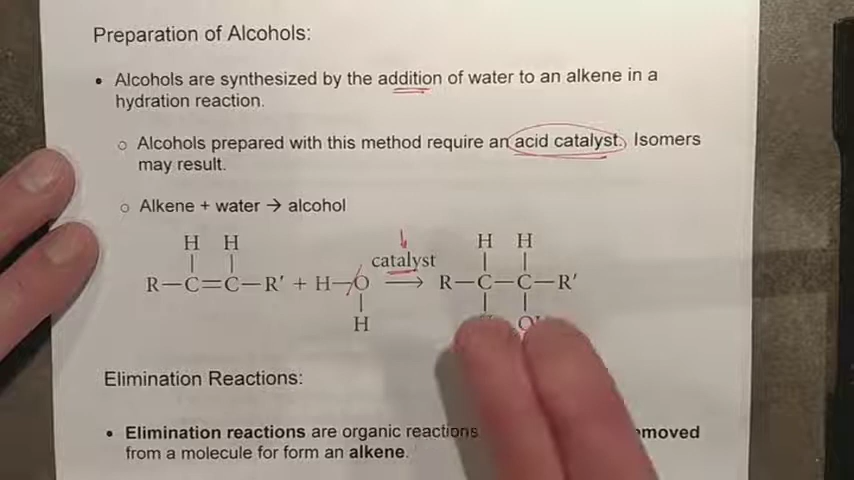 Preparation of Alcohols:
• Alcohols are synthesized by the addition of water to an alkene in a
hydration reaction.
o Alcohols prepared with this method require an acid catalyst. Isomers
may result.
o Alkene + water → alcohol
H H catalyst H H
R—C=C—R' + H—O → R—C—C—R'
H
Elimination Reactions:
• Elimination reactions are organic reactions
from a molecule for form an alkene.